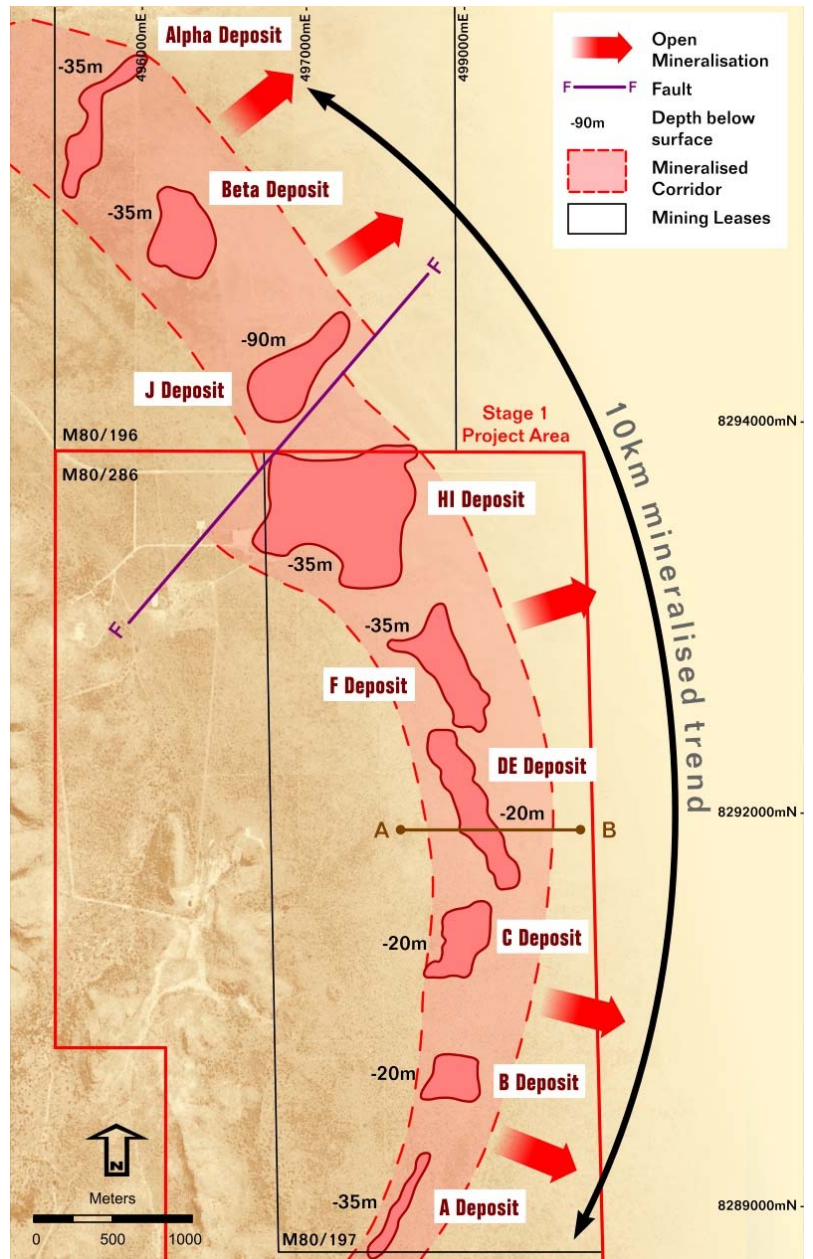 Alpha Deposit
496000mE
497000mE
499000mE
-35m
Open
Mineralisation
F
F
Fault
-90m
Depth below
surface
Mineralised
Corridor
Mining Leases
Beta Deposit
-35m
F
-90m
J Deposit
Stage 1
Project Area
10km mineralised trend
8294000mN
M80/196
M80/286
HI Deposit
-35m
F
-35m
F Deposit
DE Deposit
-20m
A
B
8292000mN
C Deposit
-20m
-20m
B Deposit
N
Meters
-35m
A Deposit
8289000mN
0
500
1000
M80/197